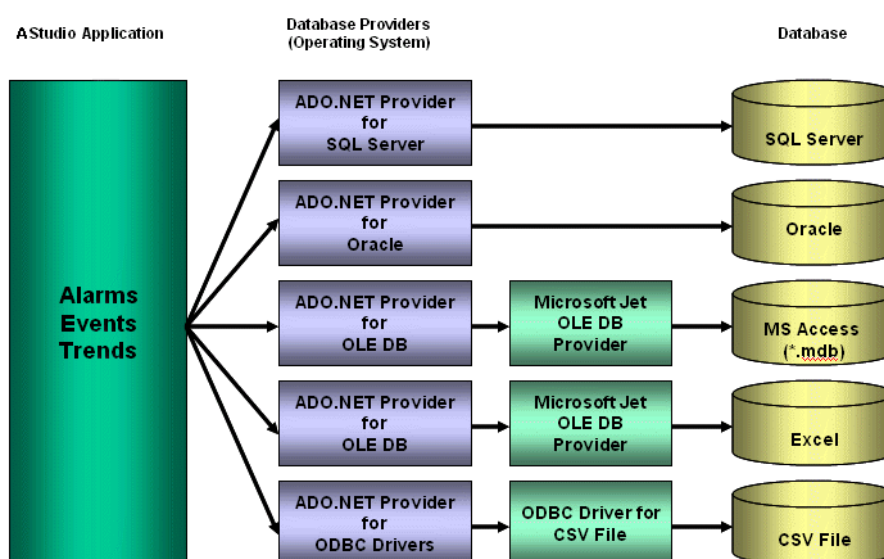 AStudio Application
Database Providers
(Operating System)
Database
Alarms
Events
Trends
ADO.NET Provider
for
SQL Server
SQL Server
ADO.NET Provider
for
Oracle
Oracle
ADO.NET Provider
for
OLE DB
Microsoft Jet
OLE DB
Provider
MS Access
(*.mdb)
ADO.NET Provider
for
OLE DB
Microsoft Jet
OLE DB
Provider
Excel
ADO.NET Provider
for
ODBC Drivers
ODBC Driver for
CSV File
CSV File